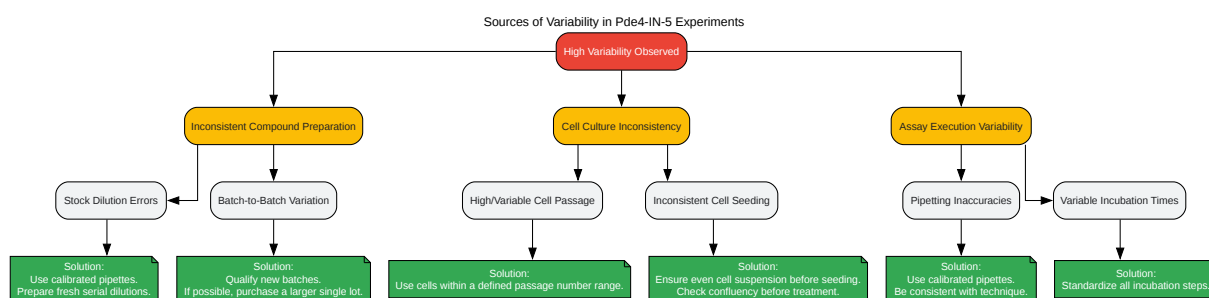 Sources of Variability in Pde4-IN-5 Experiments
High Variability Observed
Inconsistent Compound Preparation
Cell Culture Inconsistency
Assay Execution Variability
Stock Dilution Errors
Batch-to-Batch Variation
High/Variable Cell Passage
Inconsistent Cell Seeding
Pipetting Inaccuracies
Variable Incubation Times
Solution:
Use calibrated pipettes.
Prepare fresh serial dilutions.
Solution:
Qualify new batches.
If possible, purchase a larger single lot.
Solution:
Use cells within a defined passage number range.
Solution:
Ensure even cell suspension before seeding.
Check confluency before treatment.
Solution:
Use calibrated pipettes.
Be consistent with technique.
Solution:
Standardize all incubation steps.